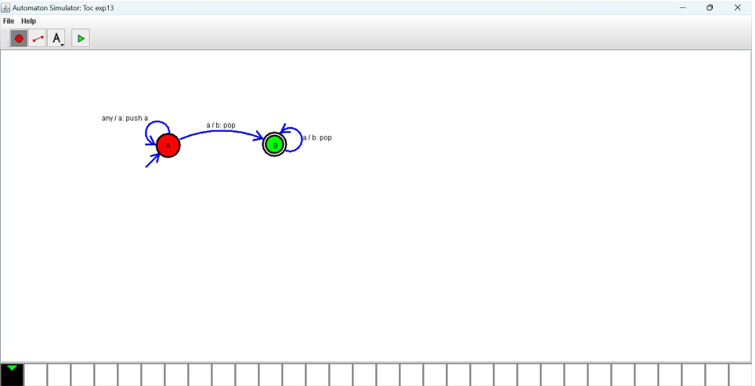 Automaton Simulator: Toc exp13
File Help
A
any / a: push a
a / b: pop
a / b: pop
A
B